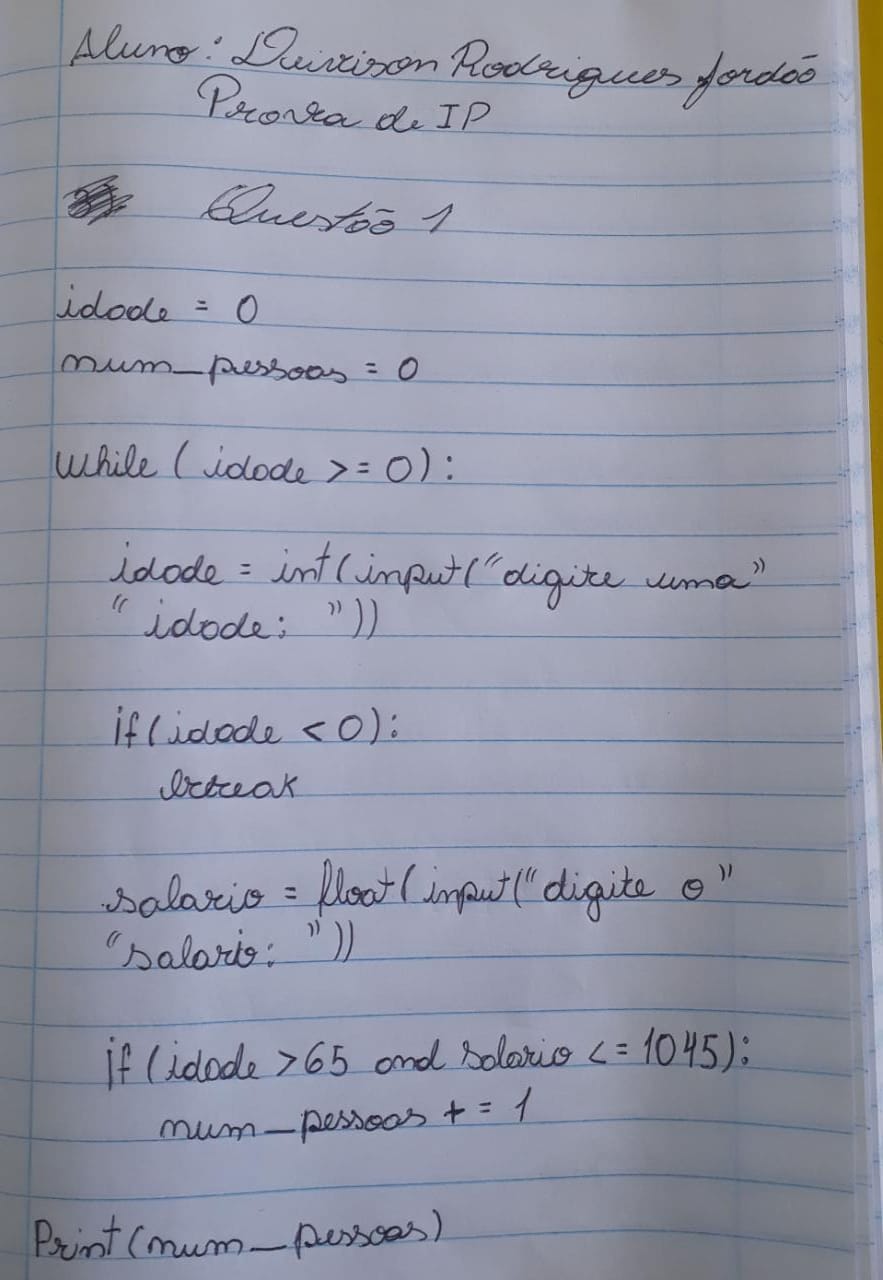 Aluno: Deivison Rodrigues Jordão
Prova de IP
Questão 1
idade = 0
num_pessoas = 0
while (idade >= 0):
idade = int(input("digite uma"
"idade: "))
if(idade < 0):
break
salario = float(input("digite o"
"salario: "))
if(idade >65 and salario <= 1045):
num_pessoas += 1
Print(num_pessoas)